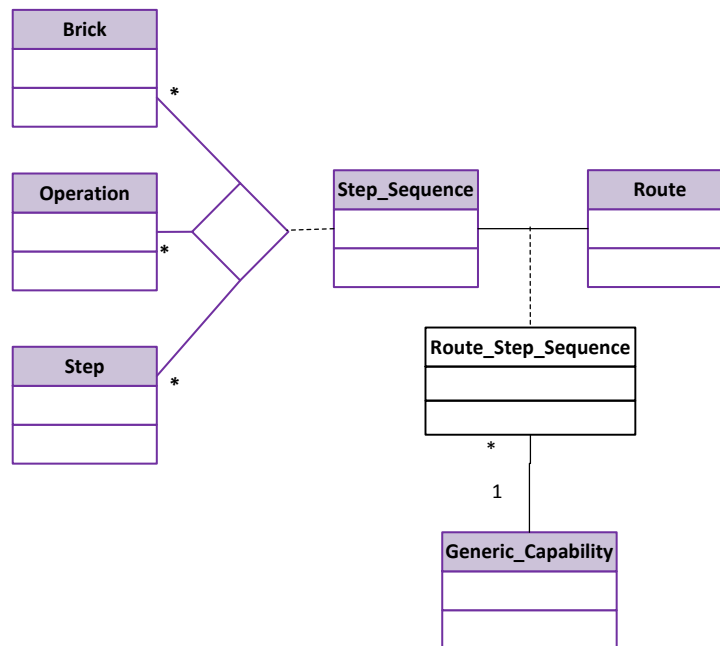 Brick
*
Operation
*
Step
*
Step_Sequence
Route
Route_Step_Sequence
*
1
Generic_Capability